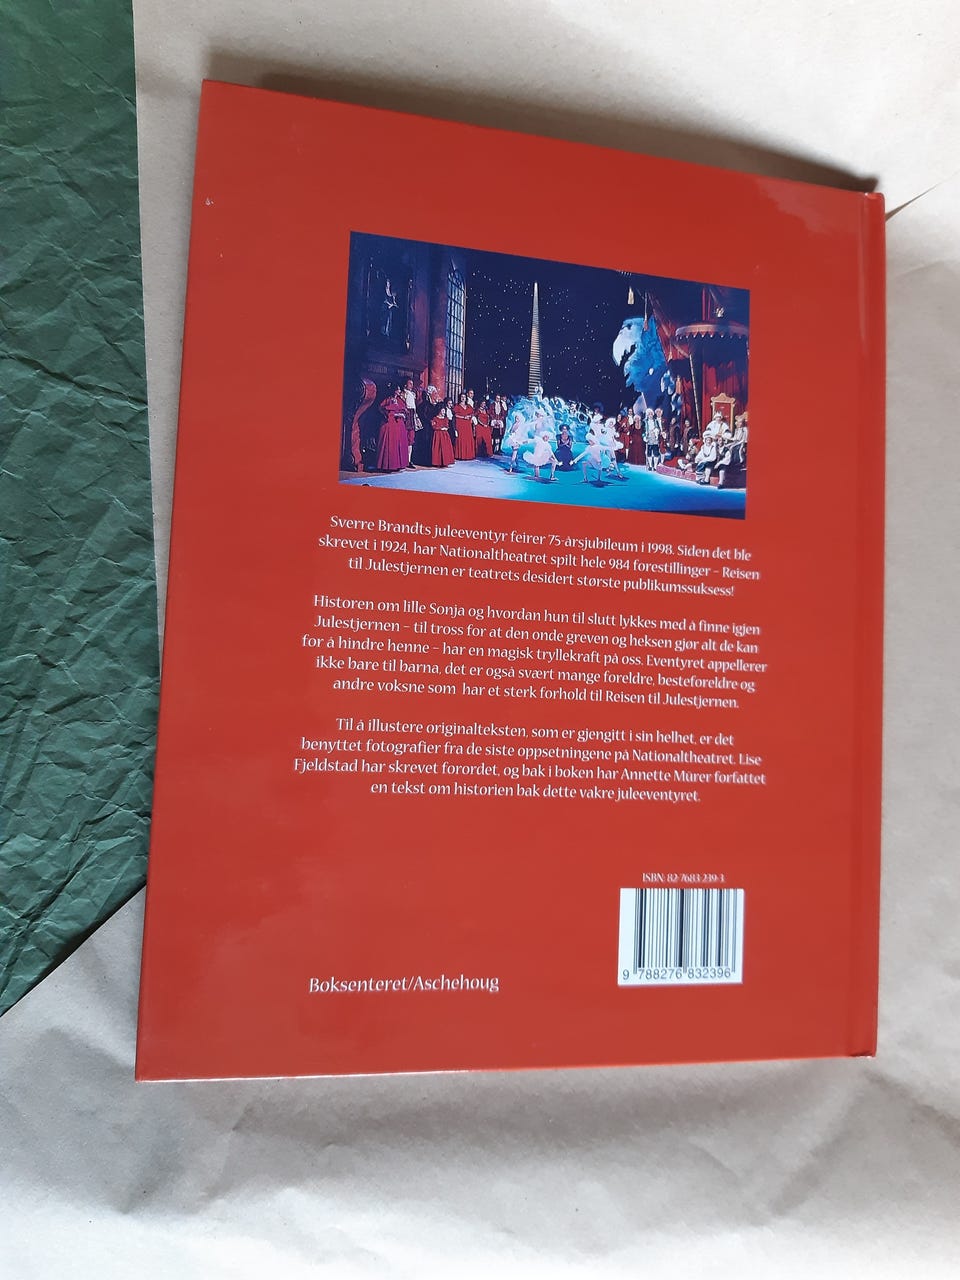 Sverre Brandts juleeventyr feirer 75-årsjubileum i 1998. Siden det ble
skrevet i 1924, har Nationaltheatret spilt hele 984 forestillinger – Reisen
til Julestjernen er teatrets desidert største publikumssuksess!
Historen om lille Sonja og hvordan hun til slutt lykkes med å finne igjen
Julestjernen – til tross for at den onde greven og heksen gjør alt de kan
for å hindre henne – har en magisk tryllekraft på oss. Eventyret appellerer
ikke bare til barna, det er også svært mange foreldre, besteforeldre og
andre voksne som har et sterk forhold til Reisen til Julestjernen.
Til å illustere originalteksten, som er gjengitt i sin helhet, er det
benyttet fotografier fra de siste oppsetningene på Nationaltheatret. Lise
Fjeldstad har skrevet forordet, og bak i boken har Annette Mürer forfattet
en tekst om historien bak dette vakre juleeventyret.
ISBN: 82-7683-239-3
9 788276 832396
Boksenteret/Aschehoug